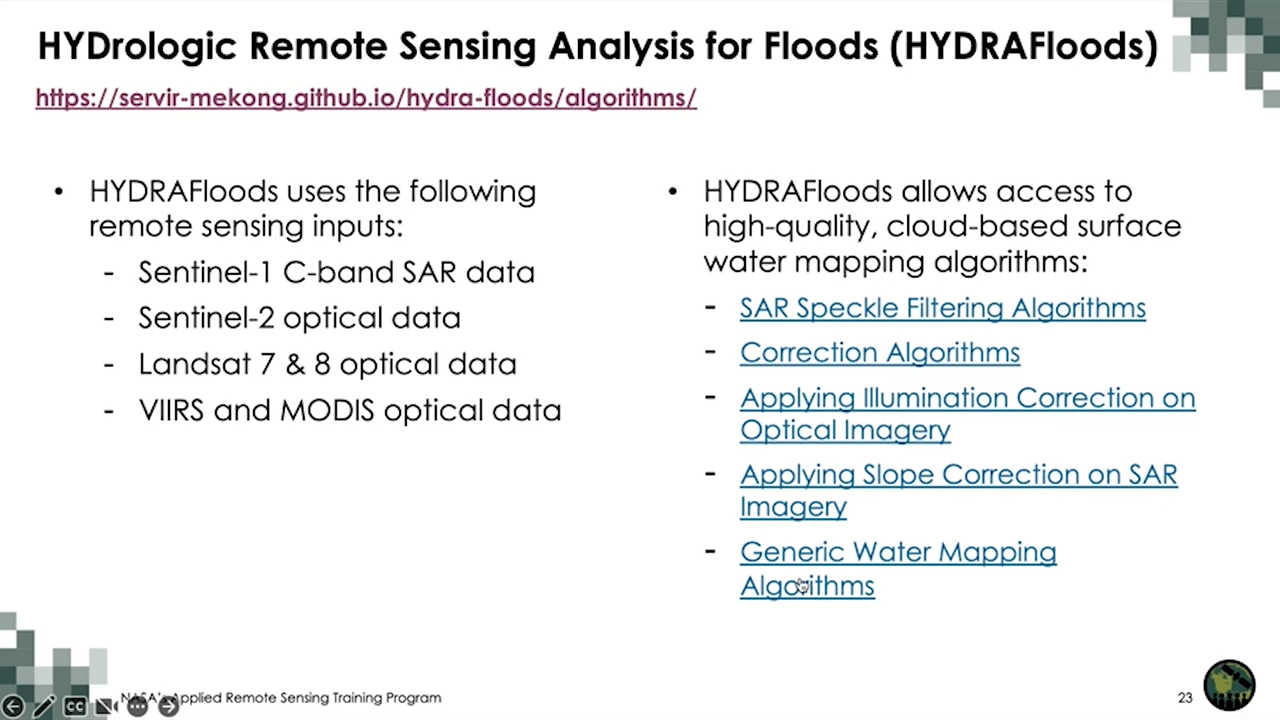 HYDrologic Remote Sensing Analysis for Floods (HYDRAFloods)
https://servir-mekong.github.io/hydra-floods/algorithms/
• HYDRAFloods uses the following
remote sensing inputs:
- Sentinel-1 C-band SAR data
- Sentinel-2 optical data
- Landsat 7 & 8 optical data
- VIIRS and MODIS optical data
• HYDRAFloods allows access to
high-quality, cloud-based surface
water mapping algorithms:
- SAR Speckle Filtering Algorithms
- Correction Algorithms
- Applying Illumination Correction on
Optical Imagery
- Applying Slope Correction on SAR
Imagery
- Generic Water Mapping
Algorithms
CC
NASA's Applied Remote Sensing Training Program
23